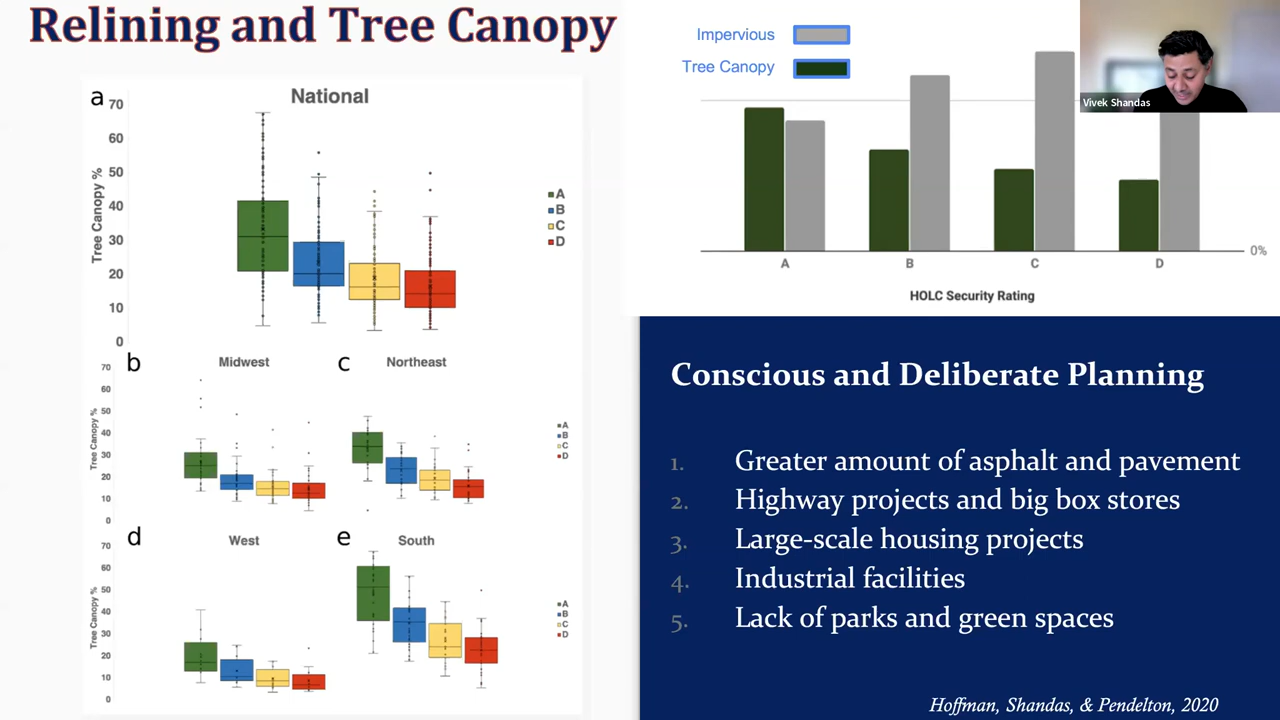 Relining and Tree Canopy
a
National
70
60
50
40
30
20
10
0
Tree Canopy %
A
B
C
D
b
Midwest
70
60
50
40
30
20
10
0
Tree Canopy %
c
Northeast
A
B
C
D
d
West
70
60
50
40
30
20
10
0
Tree Canopy %
e
South
A
B
C
D
Impervious
Tree Canopy
Vivek Shandas
0%
A B C D
HOLC Security Rating
Conscious and Deliberate Planning
1. Greater amount of asphalt and pavement
2. Highway projects and big box stores
3. Large-scale housing projects
4. Industrial facilities
5. Lack of parks and green spaces
Hoffman, Shandas, & Pendelton, 2020